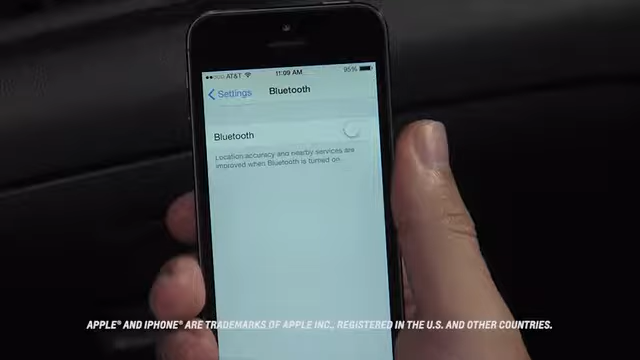 AT&T 11:09 AM 95%
Settings Bluetooth
Bluetooth
Location accuracy and nearby services are
improved when Bluetooth is turned on.
APPLE® AND IPHONE® ARE TRADEMARKS OF APPLE INC., REGISTERED IN THE U.S. AND OTHER COUNTRIES.